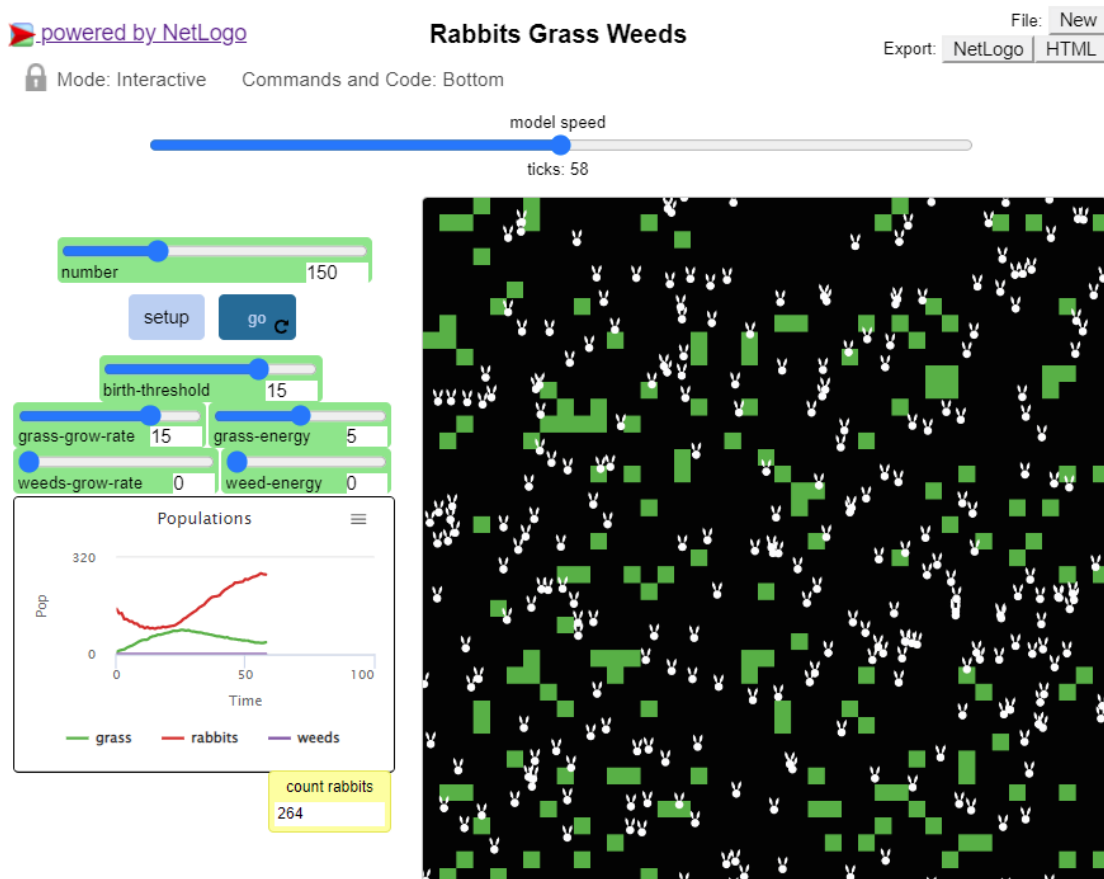 powered by NetLogo
Rabbits Grass Weeds
File: New
Export: NetLogo HTML
Mode: Interactive Commands and Code: Bottom
model speed
ticks: 58
number 150
setup go
birth-threshold 15
grass-grow-rate 15 grass-energy 5
weeds-grow-rate 0 weed-energy 0
Populations
320
Pop
0
0 50 100
Time
grass rabbits weeds
count rabbits
264